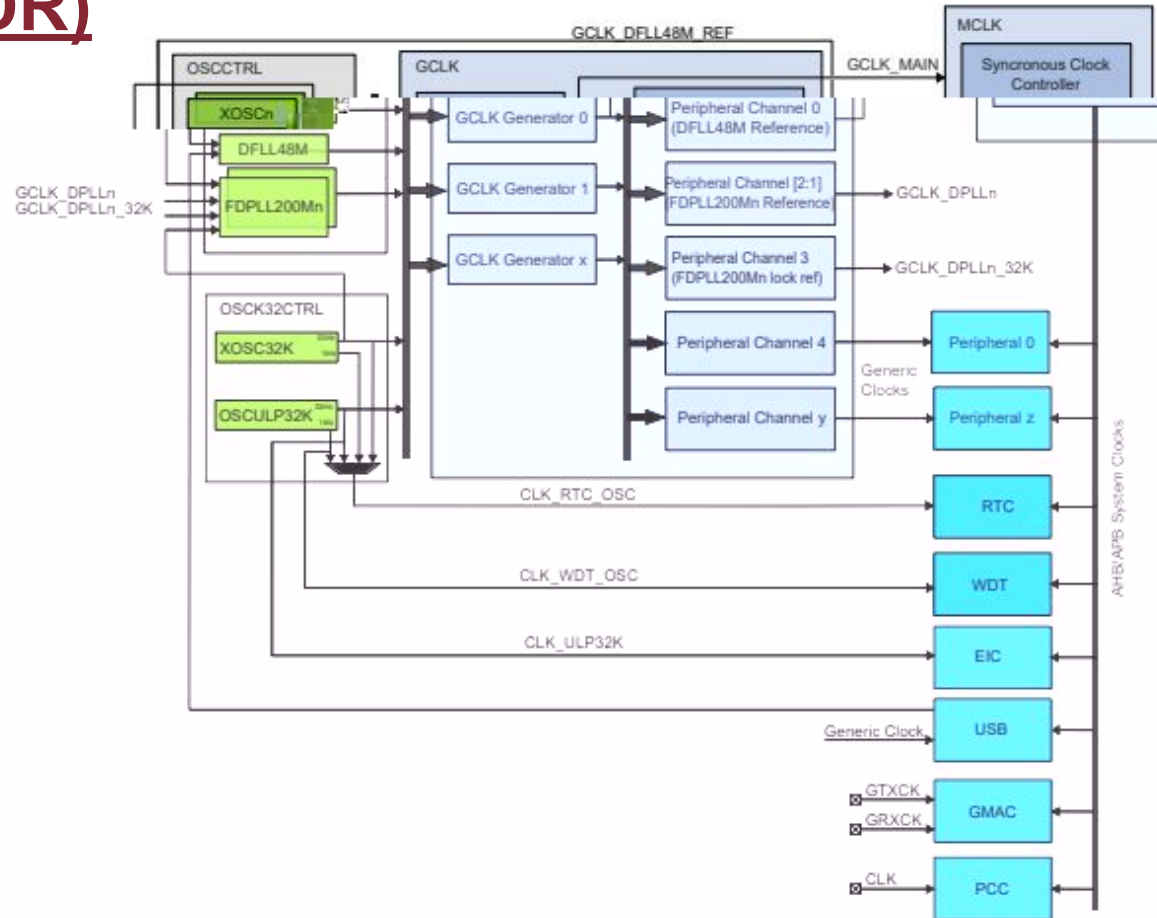 OR)
GCLK_DFLL48M_REF
MCLK
OSCCTRL
GCLK
GCLK_MAIN
Syncronous Clock
Controller
XOSCn
GCLK Generator 0
Peripheral Channel 0
(DFLL48M Reference)
DFLL48M
GCLK_DPLLn
GCLK_DPLLn_32K
FDPLL200Mn
GCLK Generator 1
Peripheral Channel [2:1]
(FDPLL200Mn Reference)
GCLK_DPLLn
GCLK Generator x
Peripheral Channel 3
(FDPLL200Mn lock ref)
GCLK_DPLLn_32K
OSCK32CTRL
XOSC32K
Peripheral Channel 4
Peripheral 0
Generic
Clocks
OSCULP32K
Peripheral Channel y
Peripheral z
AHB/APB System Clocks
CLK_RTC_OSC
RTC
CLK_WDT_OSC
WDT
CLK_ULP32K
EIC
Generic Clock
USB
GTXCK
GRXCK
GMAC
CLK
PCC